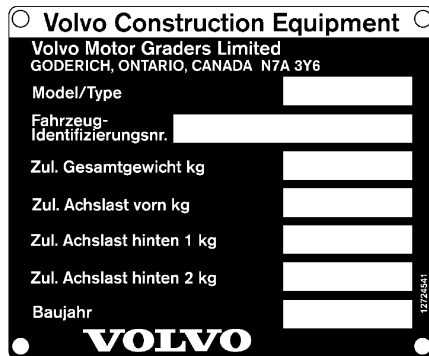 Volvo Construction Equipment
Volvo Motor Graders Limited
GODERICH, ONTARIO, CANADA N7A 3Y6
Model/Type
Fahrzeug-
Identifizierungsnr.
Zul. Gesamtgewicht kg
Zul. Achslast vorn kg
Zul. Achslast hinten 1 kg
Zul. Achslast hinten 2 kg
Baujahr
VOLVO
12724541